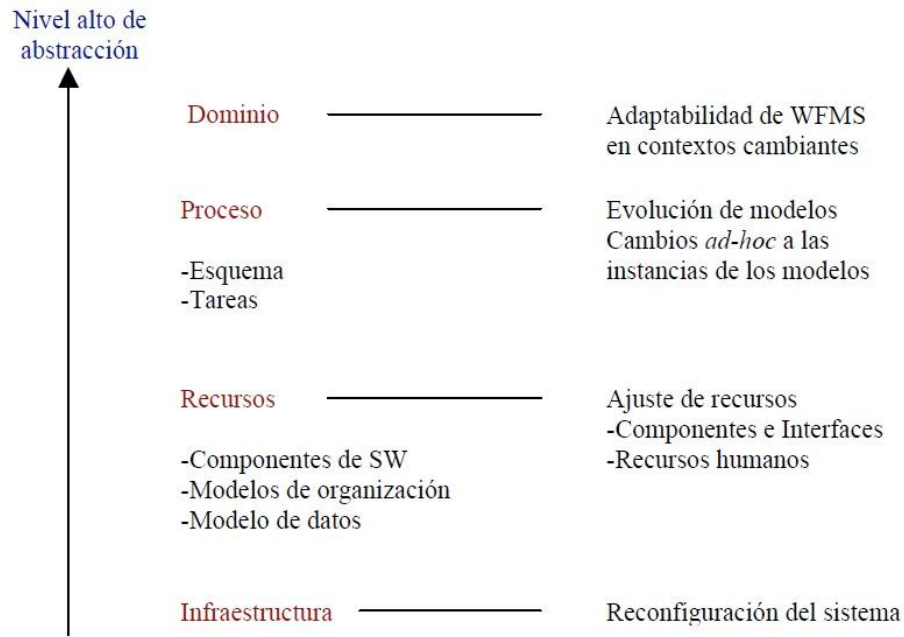 Nivel alto de
abstracción
Dominio
Adaptabilidad de WFMS
en contextos cambiantes
Proceso
Evolución de modelos
Cambios ad-hoc a las
instancias de los modelos
-Esquema
-Tareas
Recursos
Ajuste de recursos
-Componentes e Interfaces
-Recursos humanos
-Componentes de SW
-Modelos de organización
-Modelo de datos
Infraestructura
Reconfiguración del sistema